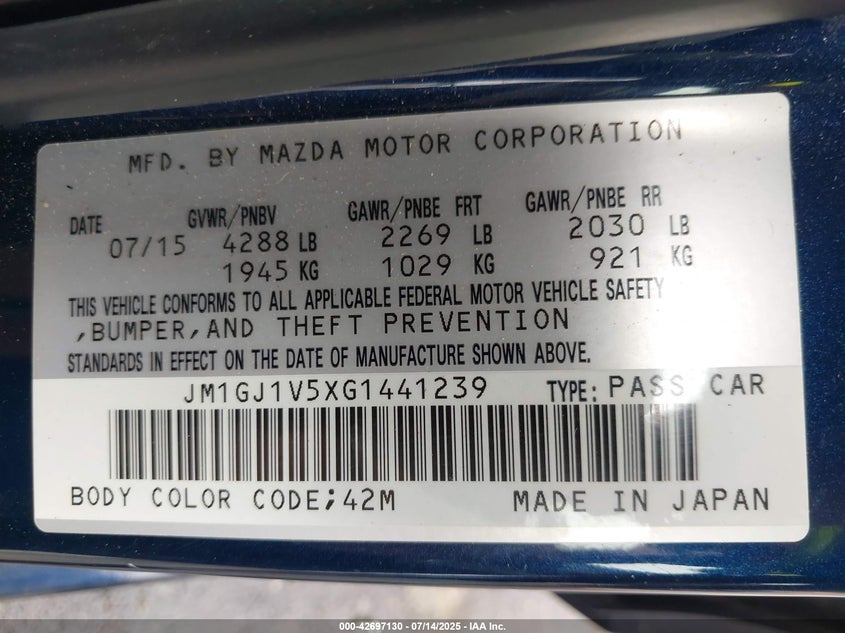 MFD. BY MAZDA MOTOR CORPORATION
DATE GVWR/PNBV GAWR/PNBE FRT GAWR/PNBE RR
07/15 4288 LB 2269 LB 2030 LB
1945 KG 1029 KG 921 KG
THIS VEHICLE CONFORMS TO ALL APPLICABLE FEDERAL MOTOR VEHICLE SAFETY
,BUMPER,AND THEFT PREVENTION
STANDARDS IN EFFECT ON THE DATE OF MANUFACTURE SHOWN ABOVE.
JM1GJ1V5XG1441239 TYPE: PASS CAR
BODY COLOR CODE;42M MADE IN JAPAN
000-42697130 - 07/14/2025 - IAA Inc.